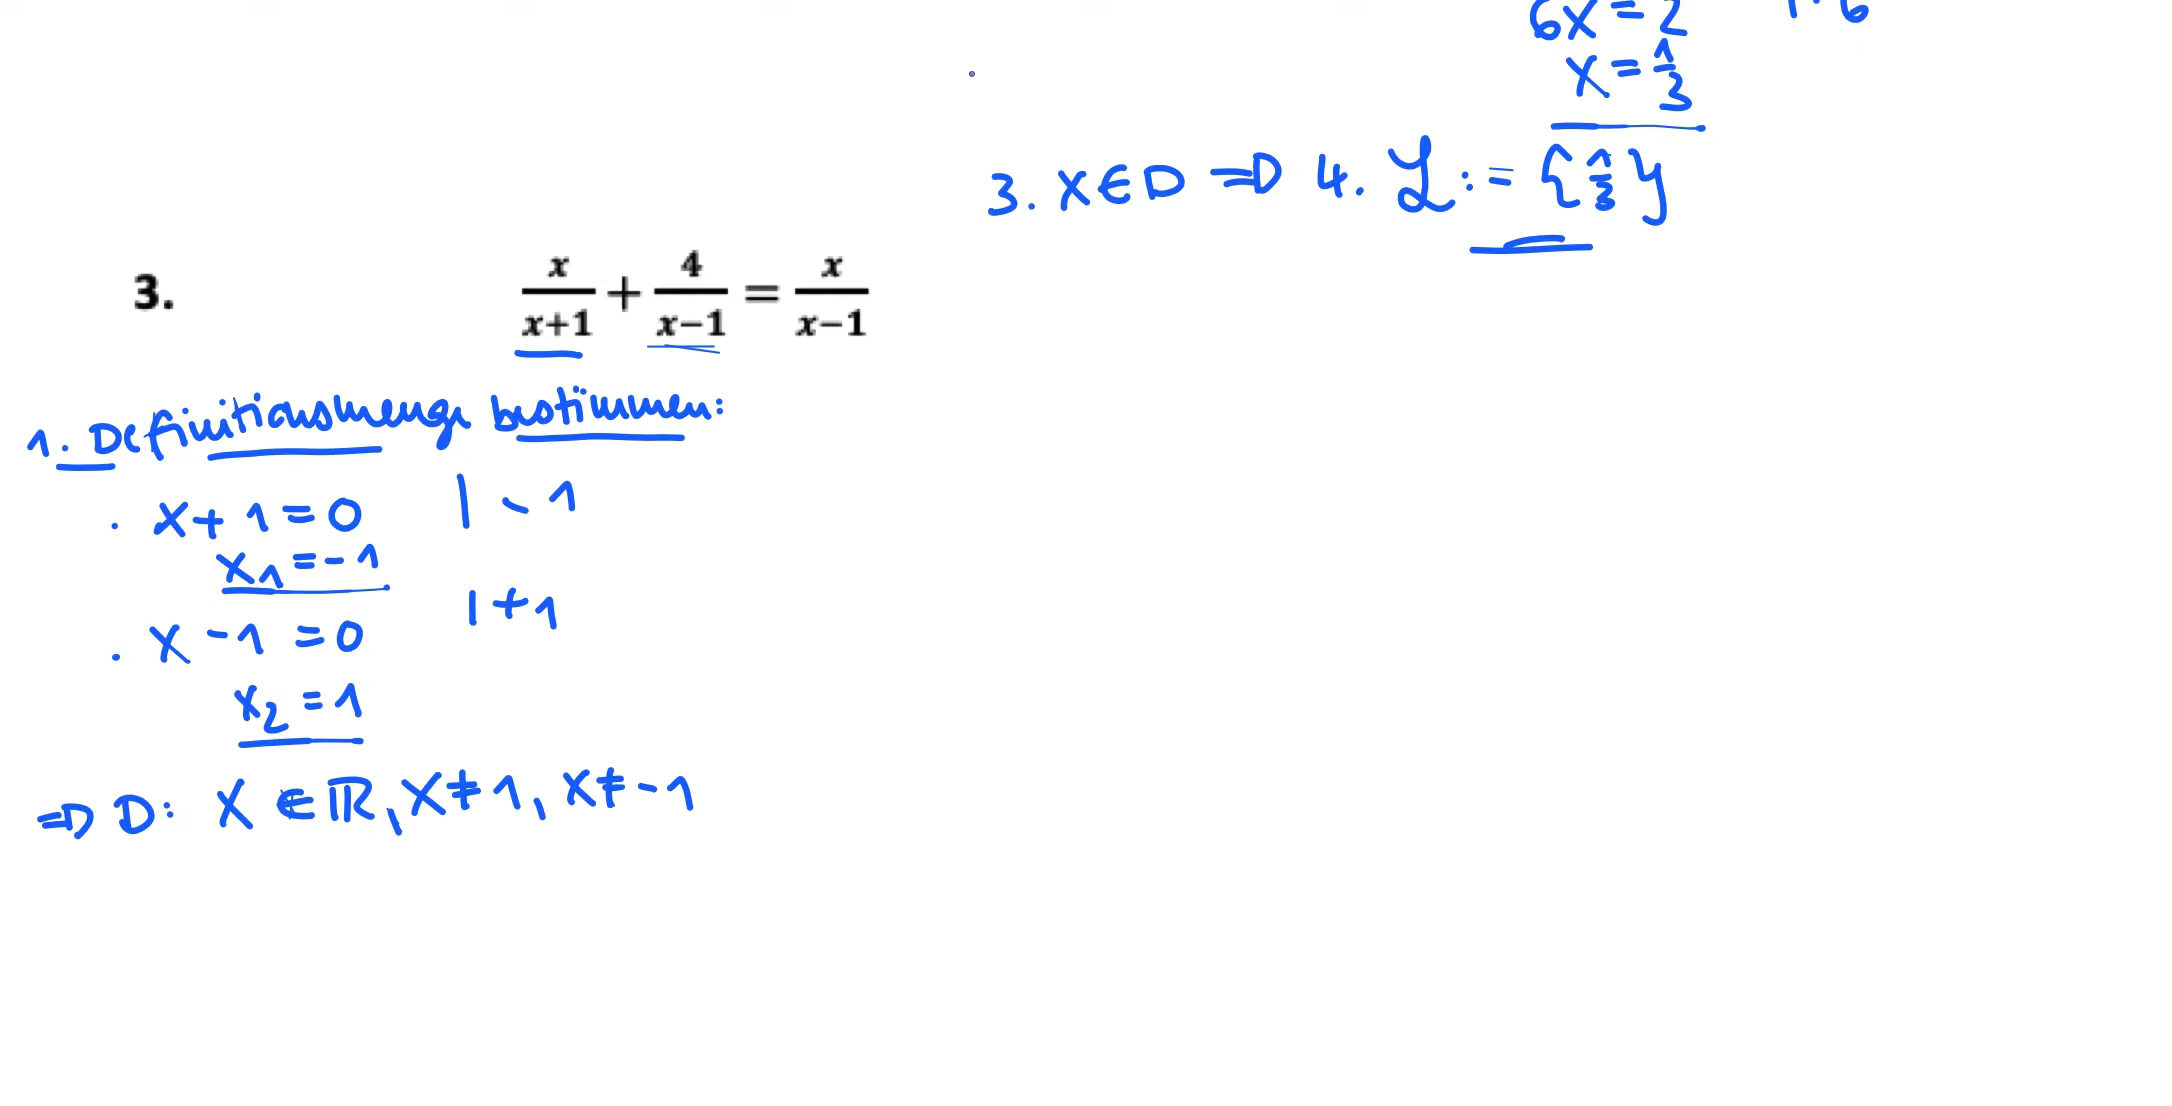 6x = 2 | : 6
x = 1/3
3. x ∈ D ⇒ 4. L := {1/3}
3. x/(x+1) + 4/(x−1) = x/(x−1)
1. Definitionsmenge bestimmen:
· x + 1 = 0 | - 1
x₁ = - 1
· x - 1 = 0 | + 1
x₂ = 1
⇒ D: x ∈ ℝ, x ≠ 1, x ≠ - 1